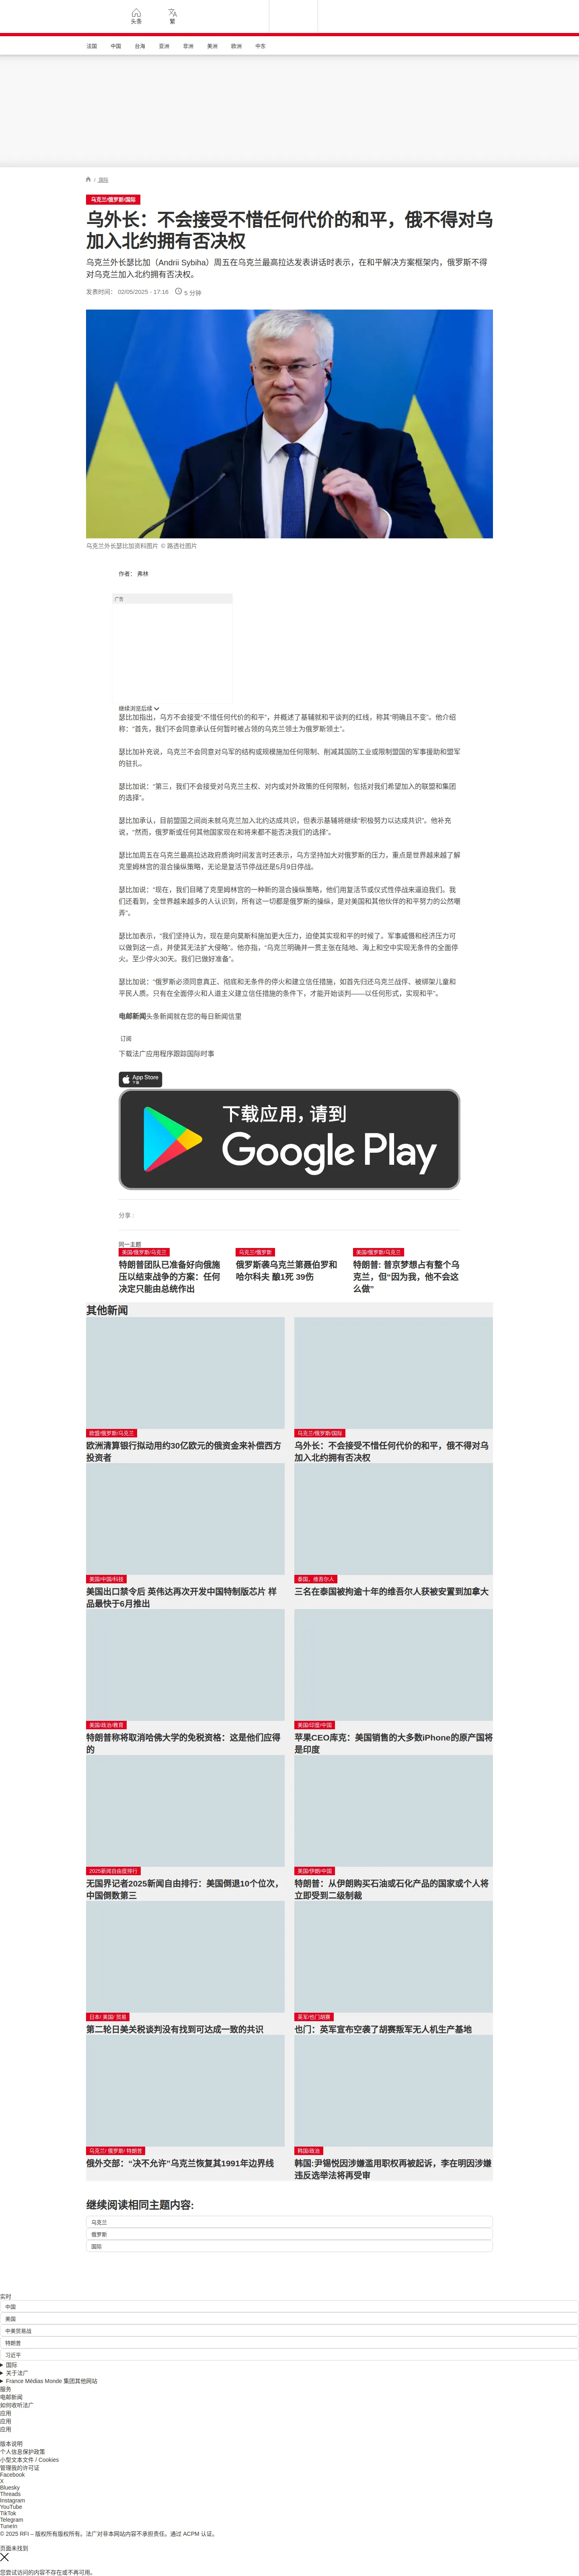 头条
繁
法国
中国
台海
亚洲
非洲
美洲
欧洲
中东
/ 国际
乌克兰/俄罗斯/国际
乌外长：不会接受不惜任何代价的和平，俄不得对乌
加入北约拥有否决权
乌克兰外长瑟比加（Andrii Sybiha）周五在乌克兰最高拉达发表讲话时表示，在和平解决方案框架内，俄罗斯不得
对乌克兰加入北约拥有否决权。
发表时间： 02/05/2025 - 17:16
5 分钟
乌克兰外长瑟比加资料图片 © 路透社图片
作者： 弗林
广告
继续浏览后续
瑟比加指出，乌方不会接受“不惜任何代价的和平”，并概述了基辅就和平谈判的红线，称其“明确且不变”。他介绍
称：“首先，我们不会同意承认任何暂时被占领的乌克兰领土为俄罗斯领土”。
瑟比加补充说，乌克兰不会同意对乌军的结构或规模施加任何限制、削减其国防工业或限制盟国的军事援助和盟军
的驻扎。
瑟比加说：“第三，我们不会接受对乌克兰主权、对内或对外政策的任何限制，包括对我们希望加入的联盟和集团
的选择”。
瑟比加承认，目前盟国之间尚未就乌克兰加入北约达成共识，但表示基辅将继续“积极努力以达成共识”。他补充
说，“然而，俄罗斯或任何其他国家现在和将来都不能否决我们的选择”。
瑟比加周五在乌克兰最高拉达政府质询时间发言时还表示，乌方坚持加大对俄罗斯的压力，重点是世界越来越了解
克里姆林宫的混合操纵策略，无论是复活节停战还是5月9日停战。
瑟比加说：“现在，我们目睹了克里姆林宫的一种新的混合操纵策略，他们用复活节或仪式性停战来逼迫我们。我
们还看到，全世界越来越多的人认识到，所有这一切都是俄罗斯的操纵，是对美国和其他伙伴的和平努力的公然嘲
弄”。
瑟比加表示，“我们坚持认为，现在是向莫斯科施加更大压力，迫使其实现和平的时候了。军事威慑和经济压力可
以做到这一点，并使其无法扩大侵略”。他亦指，“乌克兰明确并一贯主张在陆地、海上和空中实现无条件的全面停
火。至少停火30天。我们已做好准备”。
瑟比加说：“俄罗斯必须同意真正、彻底和无条件的停火和建立信任措施，如首先归还乌克兰战俘、被绑架儿童和
平民人质。只有在全面停火和人道主义建立信任措施的条件下，才能开始谈判——以任何形式，实现和平”。
电邮新闻头条新闻就在您的每日新闻信里
订阅
下载法广应用程序跟踪国际时事
App Store
下载
下载应用，请到
Google Play
分享 :
同一主题
美国/俄罗斯/乌克兰
特朗普团队已准备好向俄施
压以结束战争的方案：任何
决定只能由总统作出
乌克兰/俄罗斯
俄罗斯袭乌克兰第聂伯罗和
哈尔科夫 酿1死 39伤
美国/俄罗斯/乌克兰
特朗普: 普京梦想占有整个乌
克兰，但“因为我，他不会这
么做”
其他新闻
欧盟/俄罗斯/乌克兰
欧洲清算银行拟动用约30亿欧元的俄资金来补偿西方
投资者
乌克兰/俄罗斯/国际
乌外长：不会接受不惜任何代价的和平，俄不得对乌
加入北约拥有否决权
美国/中国/科技
美国出口禁令后 英伟达再次开发中国特制版芯片 样
品最快于6月推出
泰国，维吾尔人
三名在泰国被拘逾十年的维吾尔人获被安置到加拿大
美国/政治/教育
特朗普称将取消哈佛大学的免税资格：这是他们应得
的
美国/印度/中国
苹果CEO库克：美国销售的大多数iPhone的原产国将
是印度
2025新闻自由度排行
无国界记者2025新闻自由排行：美国倒退10个位次，
中国倒数第三
美国/伊朗/中国
特朗普：从伊朗购买石油或石化产品的国家或个人将
立即受到二级制裁
日本/ 美国/ 贸易
第二轮日美关税谈判没有找到可达成一致的共识
英军/也门胡塞
也门：英军宣布空袭了胡赛叛军无人机生产基地
乌克兰/ 俄罗斯/ 特朗普
俄外交部：“决不允许"乌克兰恢复其1991年边界线
韩国/政治
韩国:尹锡悦因涉嫌滥用职权再被起诉，李在明因涉嫌
违反选举法将再受审
继续阅读相同主题内容:
乌克兰
俄罗斯
国际
实时
中国
美国
中美贸易战
特朗普
习近平
国际
关于法广
France Médias Monde 集团其他网站
服务
电邮新闻
如何收听法广
应用
应用
应用
版本说明
个人信息保护政策
小型文本文件 / Cookies
管理我的许可证
Facebook
X
Bluesky
Threads
Instagram
YouTube
TikTok
Telegram
TuneIn
© 2025 RFI – 版权所有版权所有。法广对非本网站内容不承担责任。通过 ACPM 认证。
页面未找到
您尝试访问的内容不存在或不再可用。